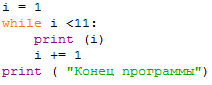 i = 1
while i <11:
    print (i)
    i += 1
print ( "Конец программы")